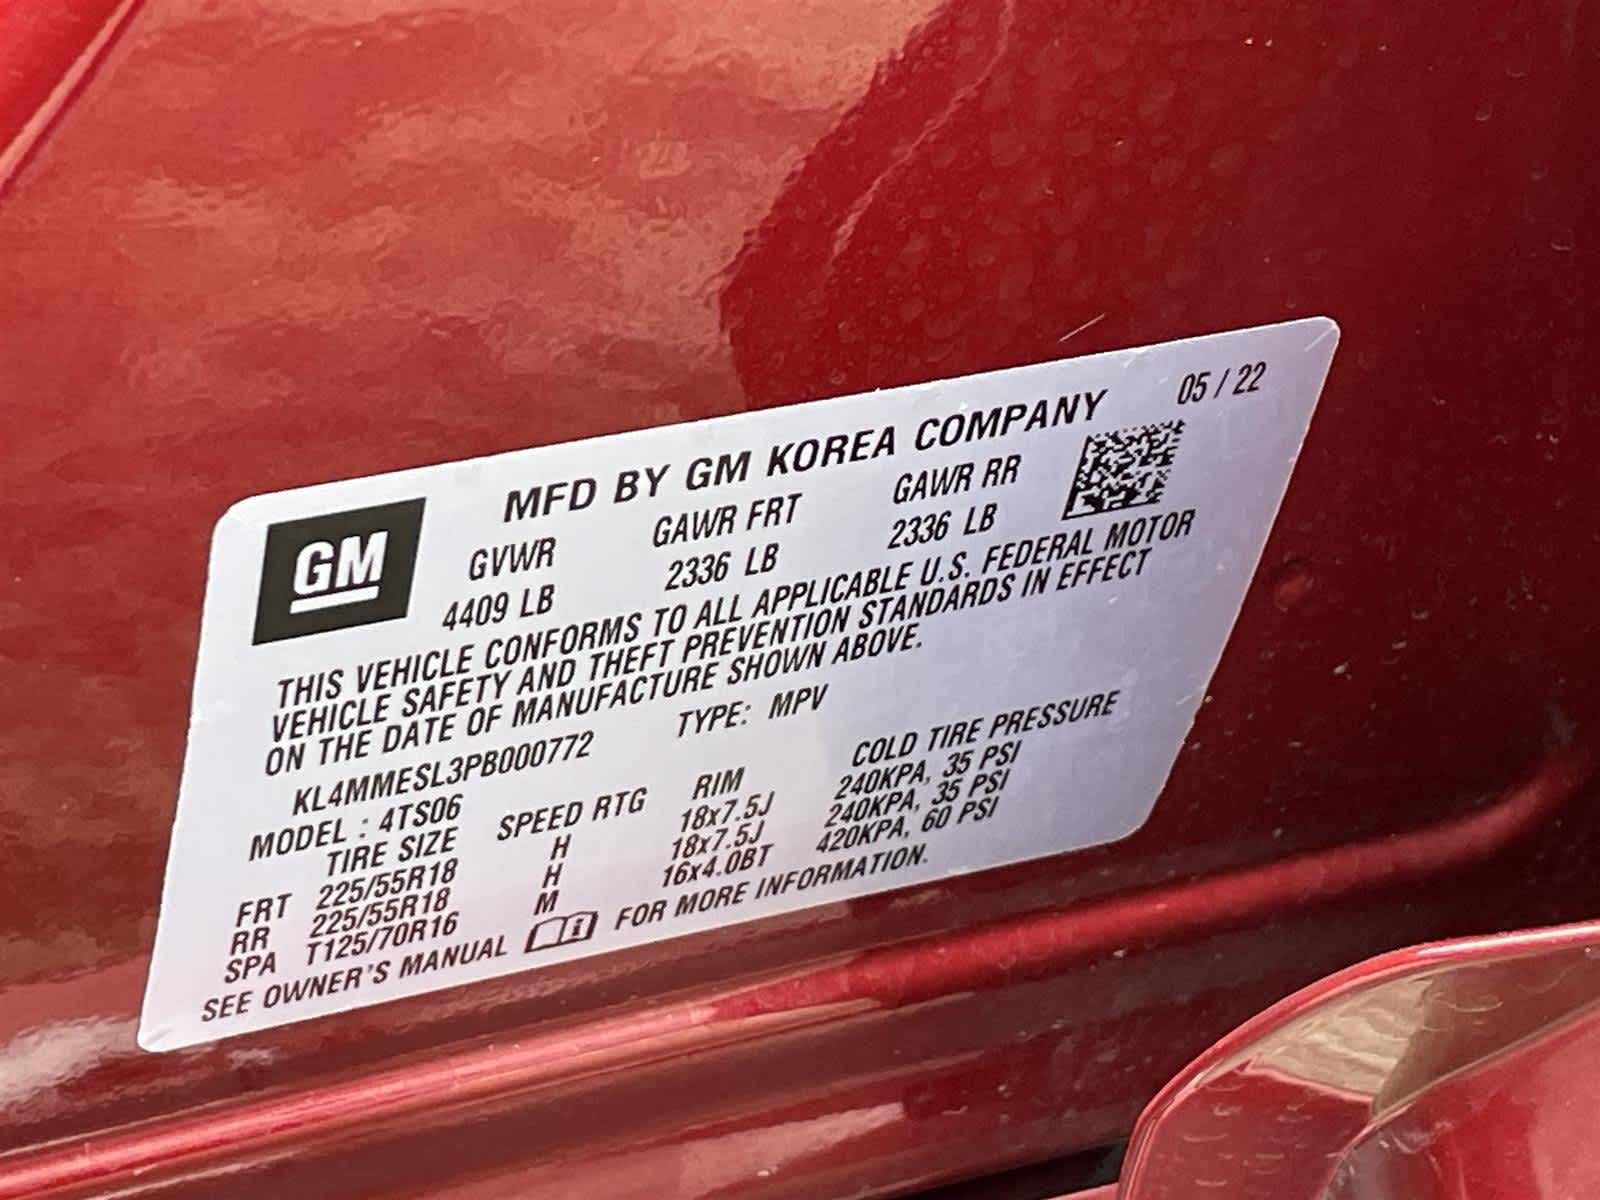 MFD BY GM KOREA COMPANY 05 / 22
GM
GVWR GAWR FRT GAWR RR
4409 LB 2336 LB 2336 LB
THIS VEHICLE CONFORMS TO ALL APPLICABLE U.S. FEDERAL MOTOR
VEHICLE SAFETY AND THEFT PREVENTION STANDARDS IN EFFECT
ON THE DATE OF MANUFACTURE SHOWN ABOVE.
KL4MMESL3PB000772 TYPE: MPV
MODEL : 4TS06
TIRE SIZE SPEED RTG RIM COLD TIRE PRESSURE
FRT 225/55R18 H 18x7.5J 240KPA, 35 PSI
RR 225/55R18 H 18x7.5J 240KPA, 35 PSI
SPA T125/70R16 M 16x4.0BT 420KPA, 60 PSI
SEE OWNER'S MANUAL FOR MORE INFORMATION.